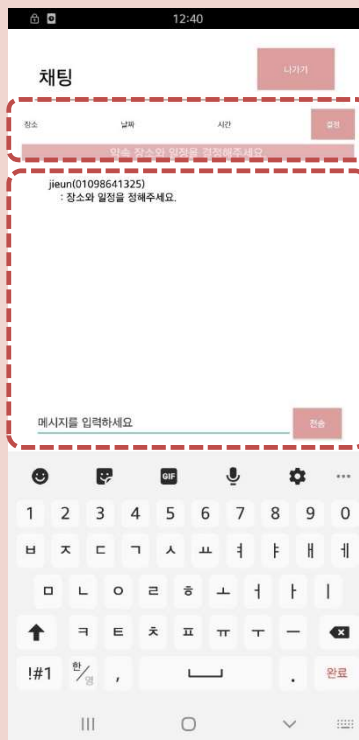 12:40
채팅
나가기
장소 날짜 시간 결정
약속 장소와 일정을 결정해주세요.
jieun(01098641325)
: 장소와 일정을 정해주세요.
메시지를 입력하세요 전송
GIF
1 2 3 4 5 6 7 8 9 0
ㅂ ㅈ ㄷ ㄱ ㅅ ㅛ ㅕ ㅑ ㅐ ㅔ
ㅁ ㄴ ㅇ ㄹ ㅎ ㅗ ㅓ ㅏ ㅣ
ㅋ ㅌ ㅊ ㅍ ㅠ ㅜ ㅡ
!#1 한/영 , . 완료